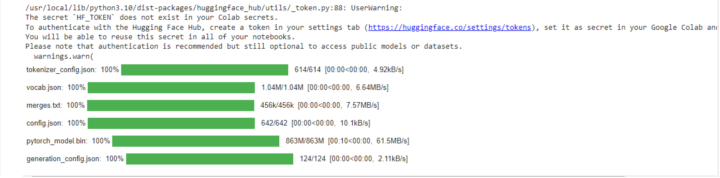 /usr/local/lib/python3.10/dist-packages/huggingface_hub/utils/_token.py:88: UserWarning:
The secret `HF_TOKEN` does not exist in your Colab secrets.
To authenticate with the Hugging Face Hub, create a token in your settings tab (https://huggingface.co/settings/tokens), set it as secret in your Google Colab and
You will be able to reuse this secret in all of your notebooks.
Please note that authentication is recommended but still optional to access public models or datasets.
warnings.warn(
tokenizer_config.json: 100% 614/614 [00:00<00:00, 4.92kB/s]
vocab.json: 100% 1.04M/1.04M [00:00<00:00, 6.64MB/s]
merges.txt: 100% 456k/456k [00:00<00:00, 7.57MB/s]
config.json: 100% 642/642 [00:00<00:00, 10.1kB/s]
pytorch_model.bin: 100% 863M/863M [00:10<00:00, 61.5MB/s]
generation_config.json: 100% 124/124 [00:00<00:00, 2.11kB/s]